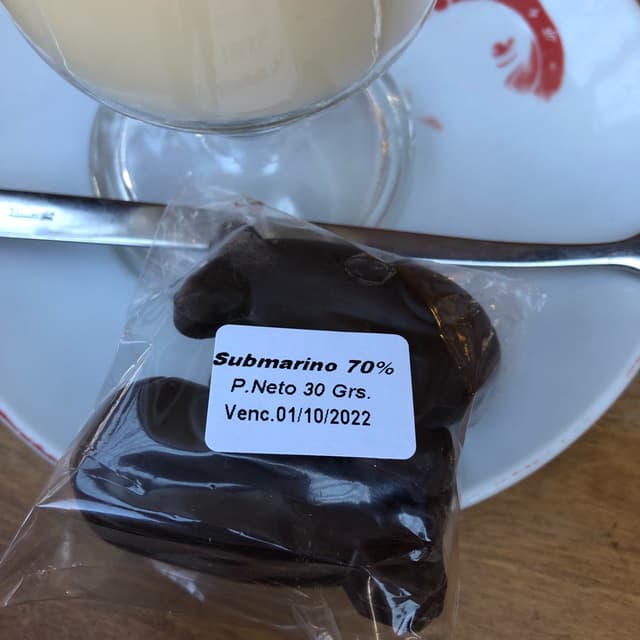 Submarino 70%
P.Neto 30 Grs.
Venc.01/10/2022